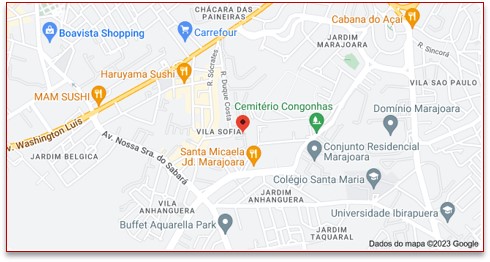 CHÁCARA DAS
PAINEIRAS
Cabana do Açaí
Boavista Shopping
Carrefour
JARDIM
MARAJOARA
R. Sincorá
Haruyama Sushi
R. Sócrates
R. Duque Costa
VILA SAO PAULO
MAM SUSHI
Cemitério Congonhas
Domínio Marajoara
Av. Washington Luís
VILA SOFIA
Av. Nossa Sra. do Sabará
Santa Micaela
Jd. Marajoara
Conjunto Residencial
Marajoara
JARDIM BELGICA
Colégio Santa Maria
VILA
ANHANGUERA
JARDIM
ANHANGUERA
Universidade Ibirapuera
Buffet Aquarella Park
JARDIM
TAQUARAL
Dados do mapa ©2023 Google